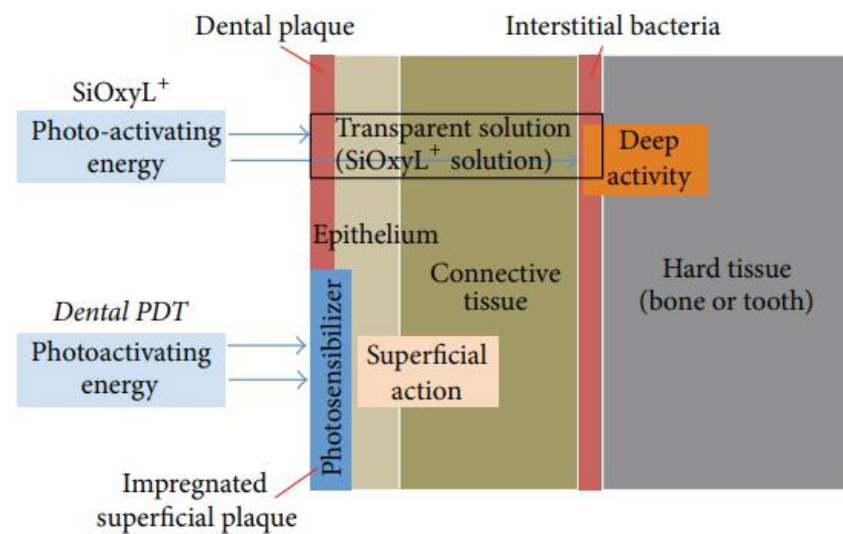 Dental plaque
Interstitial bacteria
SiOxyL⁺
Photo-activating
energy
Transparent solution
(SiOxyL⁺ solution)
Deep
activity
Epithelium
Connective
tissue
Hard tissue
(bone or tooth)
Dental PDT
Photoactivating
energy
Photosensibilizer
Superficial
action
Impregnated
superficial plaque